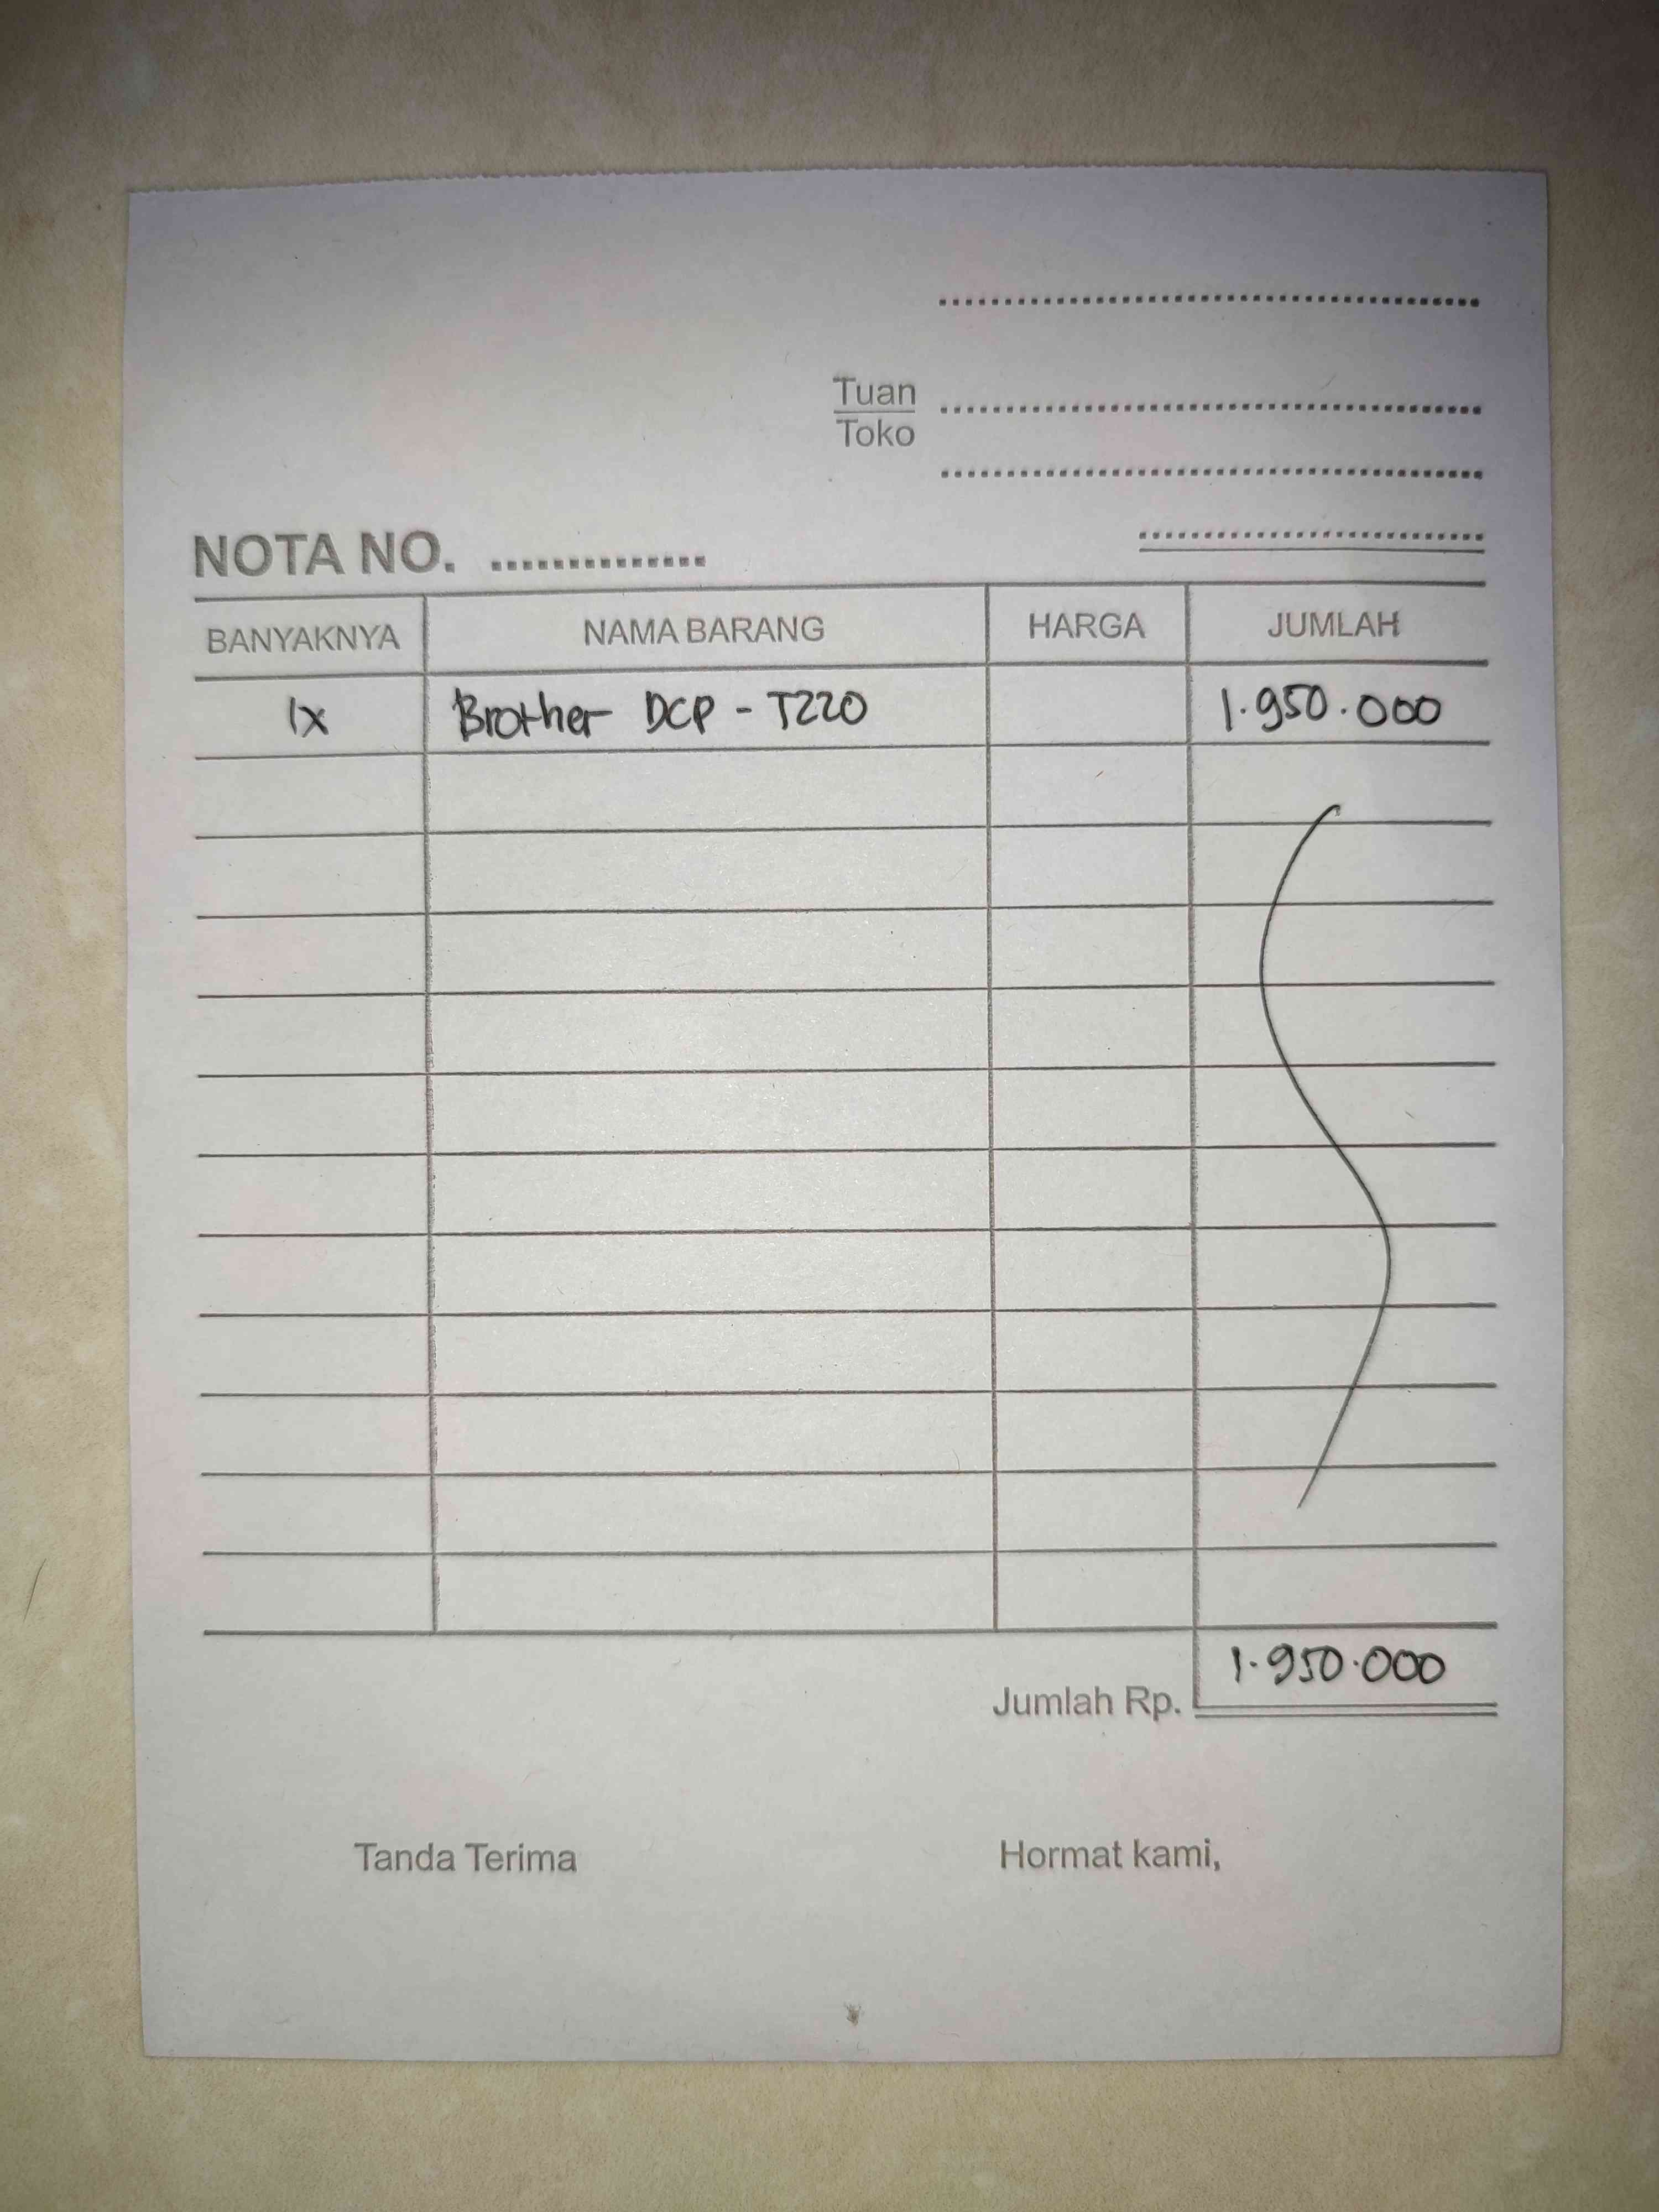 Tuan
Toko
NOTA NO. ..............
BANYAKNYA NAMA BARANG HARGA JUMLAH
1x Brother DCP - T220 1.950.000
Jumlah Rp. 1.950.000
Tanda Terima Hormat kami,